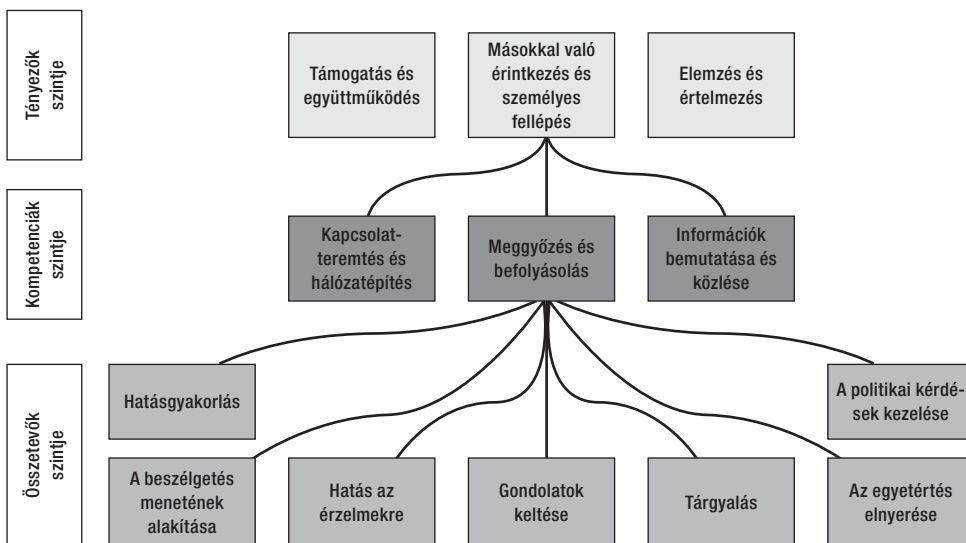 Tényezők
szintje
Támogatás és
együttműködés
Másokkal való
érintkezés és
személyes
fellépés
Elemzés és
értelmezés
Kompetenciák
szintje
Kapcsolat-
teremtés és
hálózatépítés
Meggyőzés és
befolyásolás
Információk
bemutatása és
közlése
Összetevők
szintje
Hatásgyakorlás
A politikai kérdé-
sek kezelése
A beszélgetés
menetének
alakítása
Hatás az
érzelmekre
Gondolatok
keltése
Tárgyalás
Az egyetértés
elnyerése